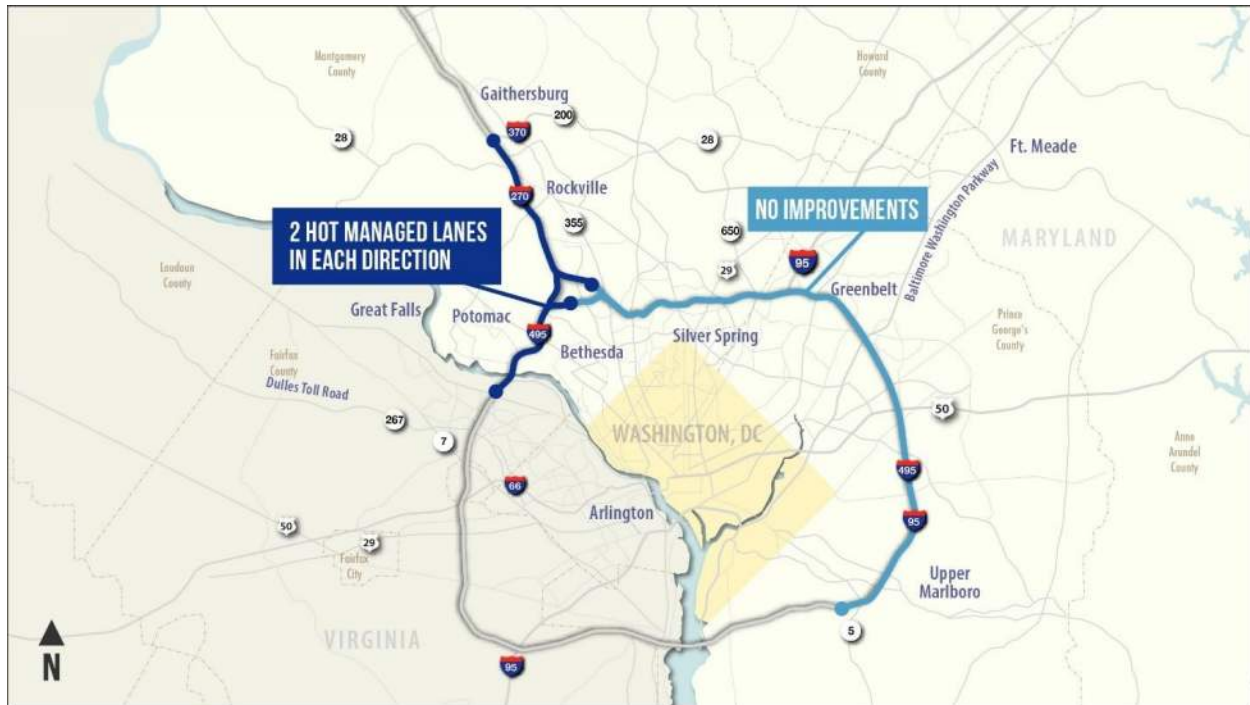 Montgomery
County
Howard
County
Gaithersburg
370
200
28
28
Ft. Meade
Rockville
270
NO IMPROVEMENTS
Baltimore Washington Parkway
2 HOT MANAGED LANES
IN EACH DIRECTION
355
650
MARYLAND
29
95
Loudoun
County
Greenbelt
Great Falls
Potomac
495
Silver Spring
Prince
George's
County
Bethesda
Fairfax
County
Dulles Toll Road
267
7
WASHINGTON, DC
50
Anne
Arundel
County
66
495
Arlington
50
29
95
Fairfax
City
Upper
Marlboro
VIRGINIA
5
N
95